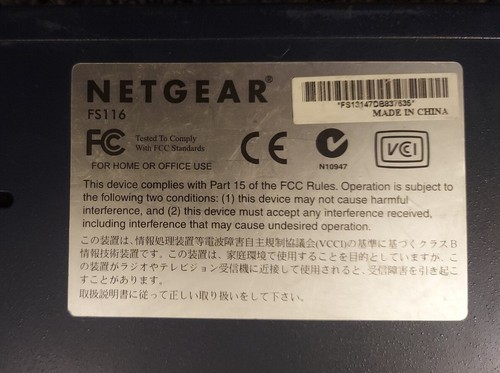 NETGEAR®
FS116
*FS13147DB837635*
MADE IN CHINA
FC
Tested To Comply
With FCC Standards
FOR HOME OR OFFICE USE
CE
N10947
VCI
This device complies with Part 15 of the FCC Rules. Operation is subject to
the following two conditions: (1) this device may not cause harmful
interference, and (2) this device must accept any interference received,
including interference that may cause undesired operation.
この装置は、情報処理装置等電波障害自主規制協議会(VCCI)の基準に基づくクラスB
情報技術装置です。この装置は、家庭環境で使用することを目的としていますが、こ
の装置がラジオやテレビジョン受信機に近接して使用されると、受信障害を引き起こ
すことがあります。
取扱説明書に従って正しい取り扱いをして下さい。